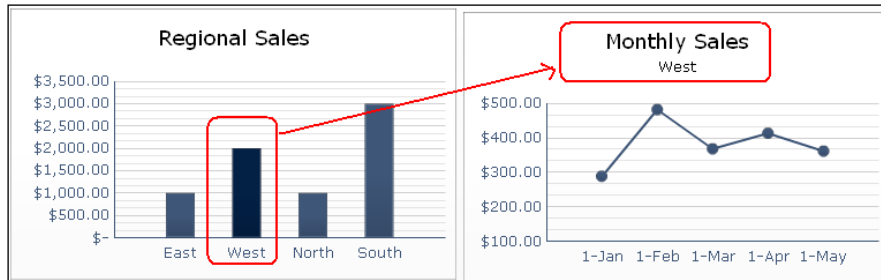 Regional Sales
$3,500.00
$3,000.00
$2,500.00
$2,000.00
$1,500.00
$1,000.00
$500.00
$-
East West North South
Monthly Sales
West
$500.00
$400.00
$300.00
$200.00
$100.00
1-Jan 1-Feb 1-Mar 1-Apr 1-May